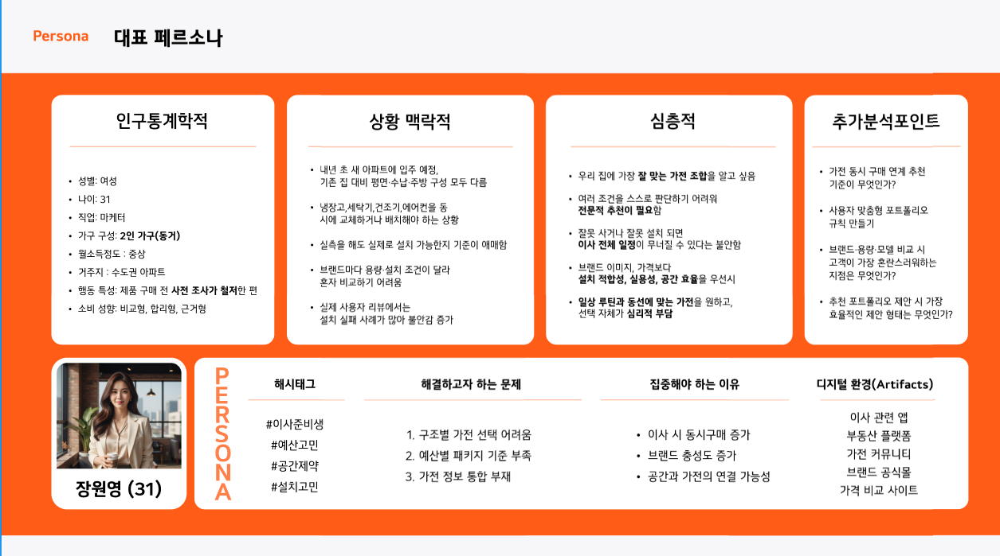 Persona 대표 페르소나
인구통계학적
• 성별: 여성
• 나이: 31
• 직업: 마케터
• 가구 구성: 2인 가구(동거)
• 월소득정도 : 중상
• 거주지 : 수도권 아파트
• 행동 특성: 제품 구매 전 사전 조사가 철저한 편
• 소비 성향: 비교형, 합리형, 근거형
상황 맥락적
• 내년 초 새 아파트에 입주 예정,
기존 집 대비 평면·수납·주방 구성 모두 다름
• 냉장고,세탁기,건조기,에어컨을 동
시에 교체하거나 배치해야 하는 상황
• 실측을 해도 실제로 설치 가능한지 기준이 애매함
• 브랜드마다 용량·설치 조건이 달라
혼자 비교하기 어려움
• 실제 사용자 리뷰에서는
설치 실패 사례가 많아 불안감 증가
심층적
• 우리 집에 가장 잘 맞는 가전 조합을 알고 싶음
• 여러 조건을 스스로 판단하기 어려워
전문적 추천이 필요함
• 잘못 사거나 잘못 설치 되면
이사 전체 일정이 무너질 수 있다는 불안함
• 브랜드 이미지, 가격보다
설치 적합성, 실용성, 공간 효율을 우선시
• 일상 루틴과 동선에 맞는 가전을 원하고,
선택 자체가 심리적 부담
추가분석포인트
• 가전 동시 구매 연계 추천
기준이 무엇인가?
• 사용자 맞춤형 포트폴리오
규칙 만들기
• 브랜드·용량·모델 비교 시
고객이 가장 혼란스러워하는
지점은 무엇인가?
• 추천 포트폴리오 제안 시 가장
효율적인 제안 형태는 무엇인가?
장원영 (31)
PERSONA
해시태그
#이사준비생
#예산고민
#공간제약
#설치고민
해결하고자 하는 문제
1. 구조별 가전 선택 어려움
2. 예산별 패키지 기준 부족
3. 가전 정보 통합 부재
집중해야 하는 이유
• 이사 시 동시구매 증가
• 브랜드 충성도 증가
• 공간과 가전의 연결 가능성
디지털 환경(Artifacts)
이사 관련 앱
부동산 플랫폼
가전 커뮤니티
브랜드 공식몰
가격 비교 사이트